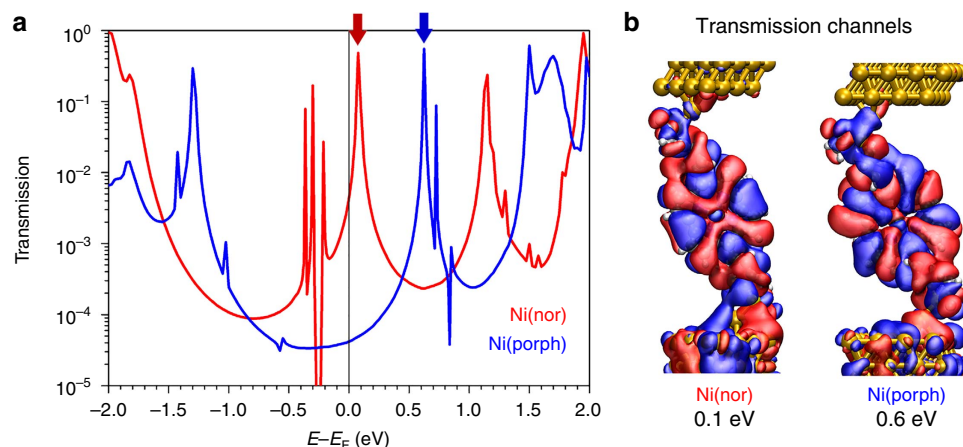 a
Transmission
10⁰
10⁻¹
10⁻²
10⁻³
10⁻⁴
10⁻⁵
Ni(nor)
Ni(porph)
−2.0 −1.5 −1.0 −0.5 0.0 0.5 1.0 1.5 2.0
E–E_F (eV)
b
Transmission channels
Ni(nor) Ni(porph)
0.1 eV 0.6 eV